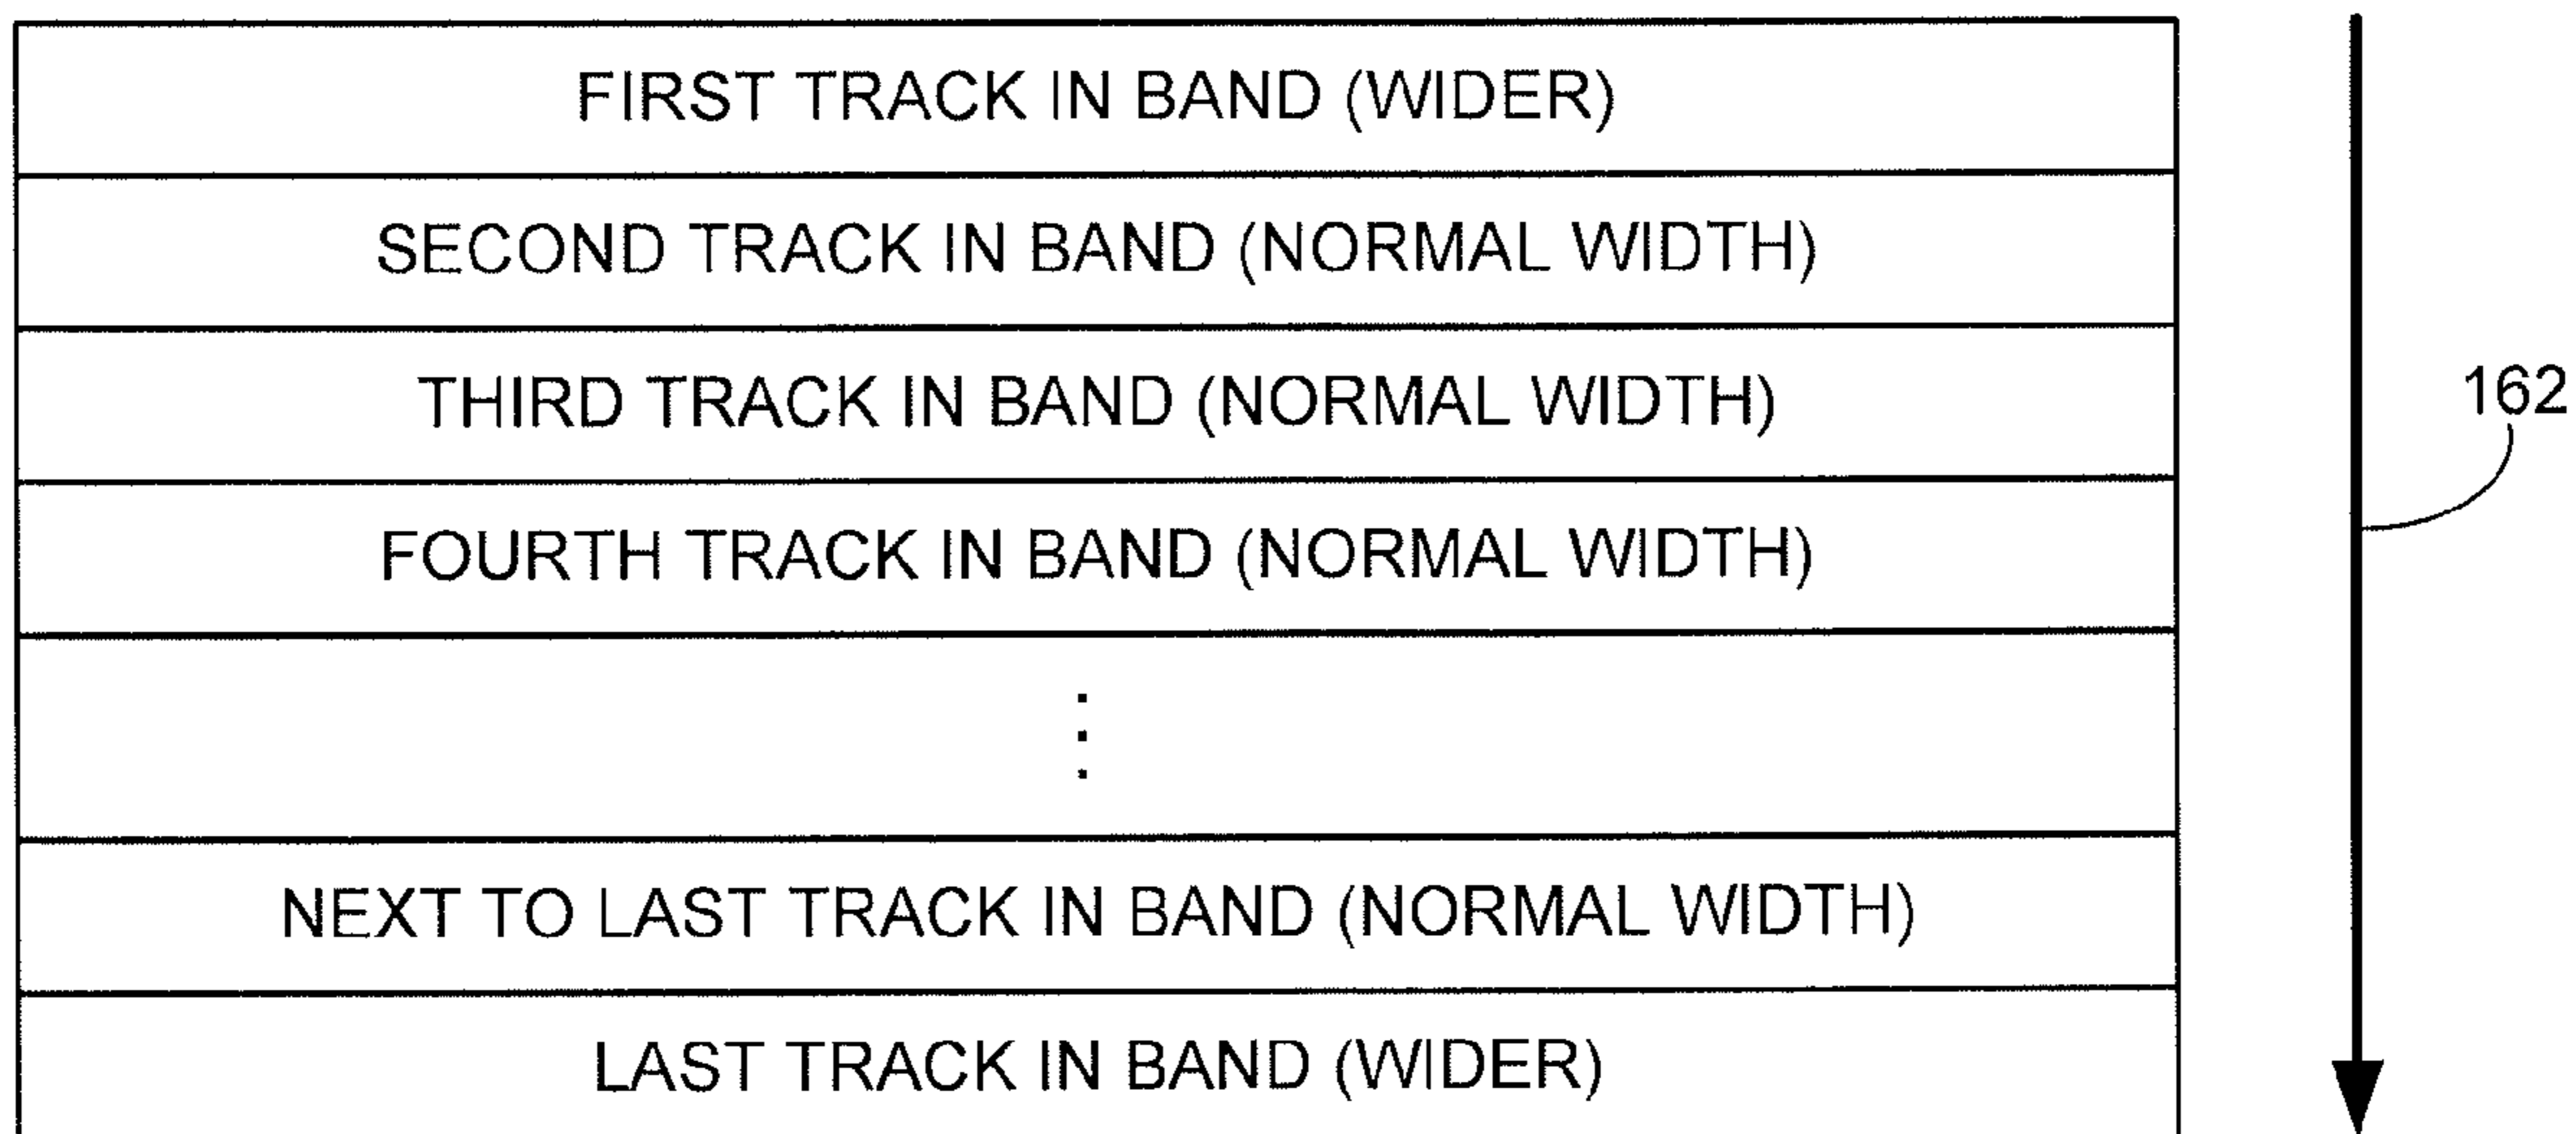 FIRST TRACK IN BAND (WIDER)
SECOND TRACK IN BAND (NORMAL WIDTH)
THIRD TRACK IN BAND (NORMAL WIDTH)
162
FOURTH TRACK IN BAND (NORMAL WIDTH)
NEXT TO LAST TRACK IN BAND (NORMAL WIDTH)
LAST TRACK IN BAND (WIDER)